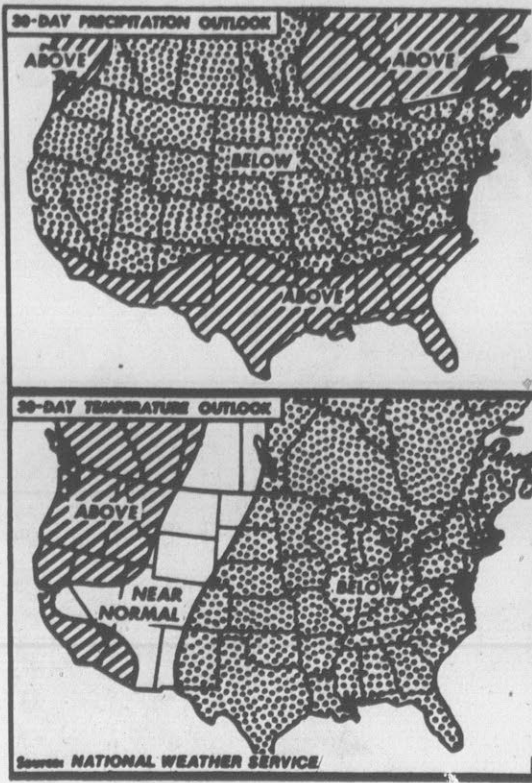 30-DAY PRECIPITATION OUTLOOK
ABOVE
ABOVE
BELOW
ABOVE
30-DAY TEMPERATURE OUTLOOK
ABOVE
NEAR
NORMAL
BELOW
Source: NATIONAL WEATHER SERVICE